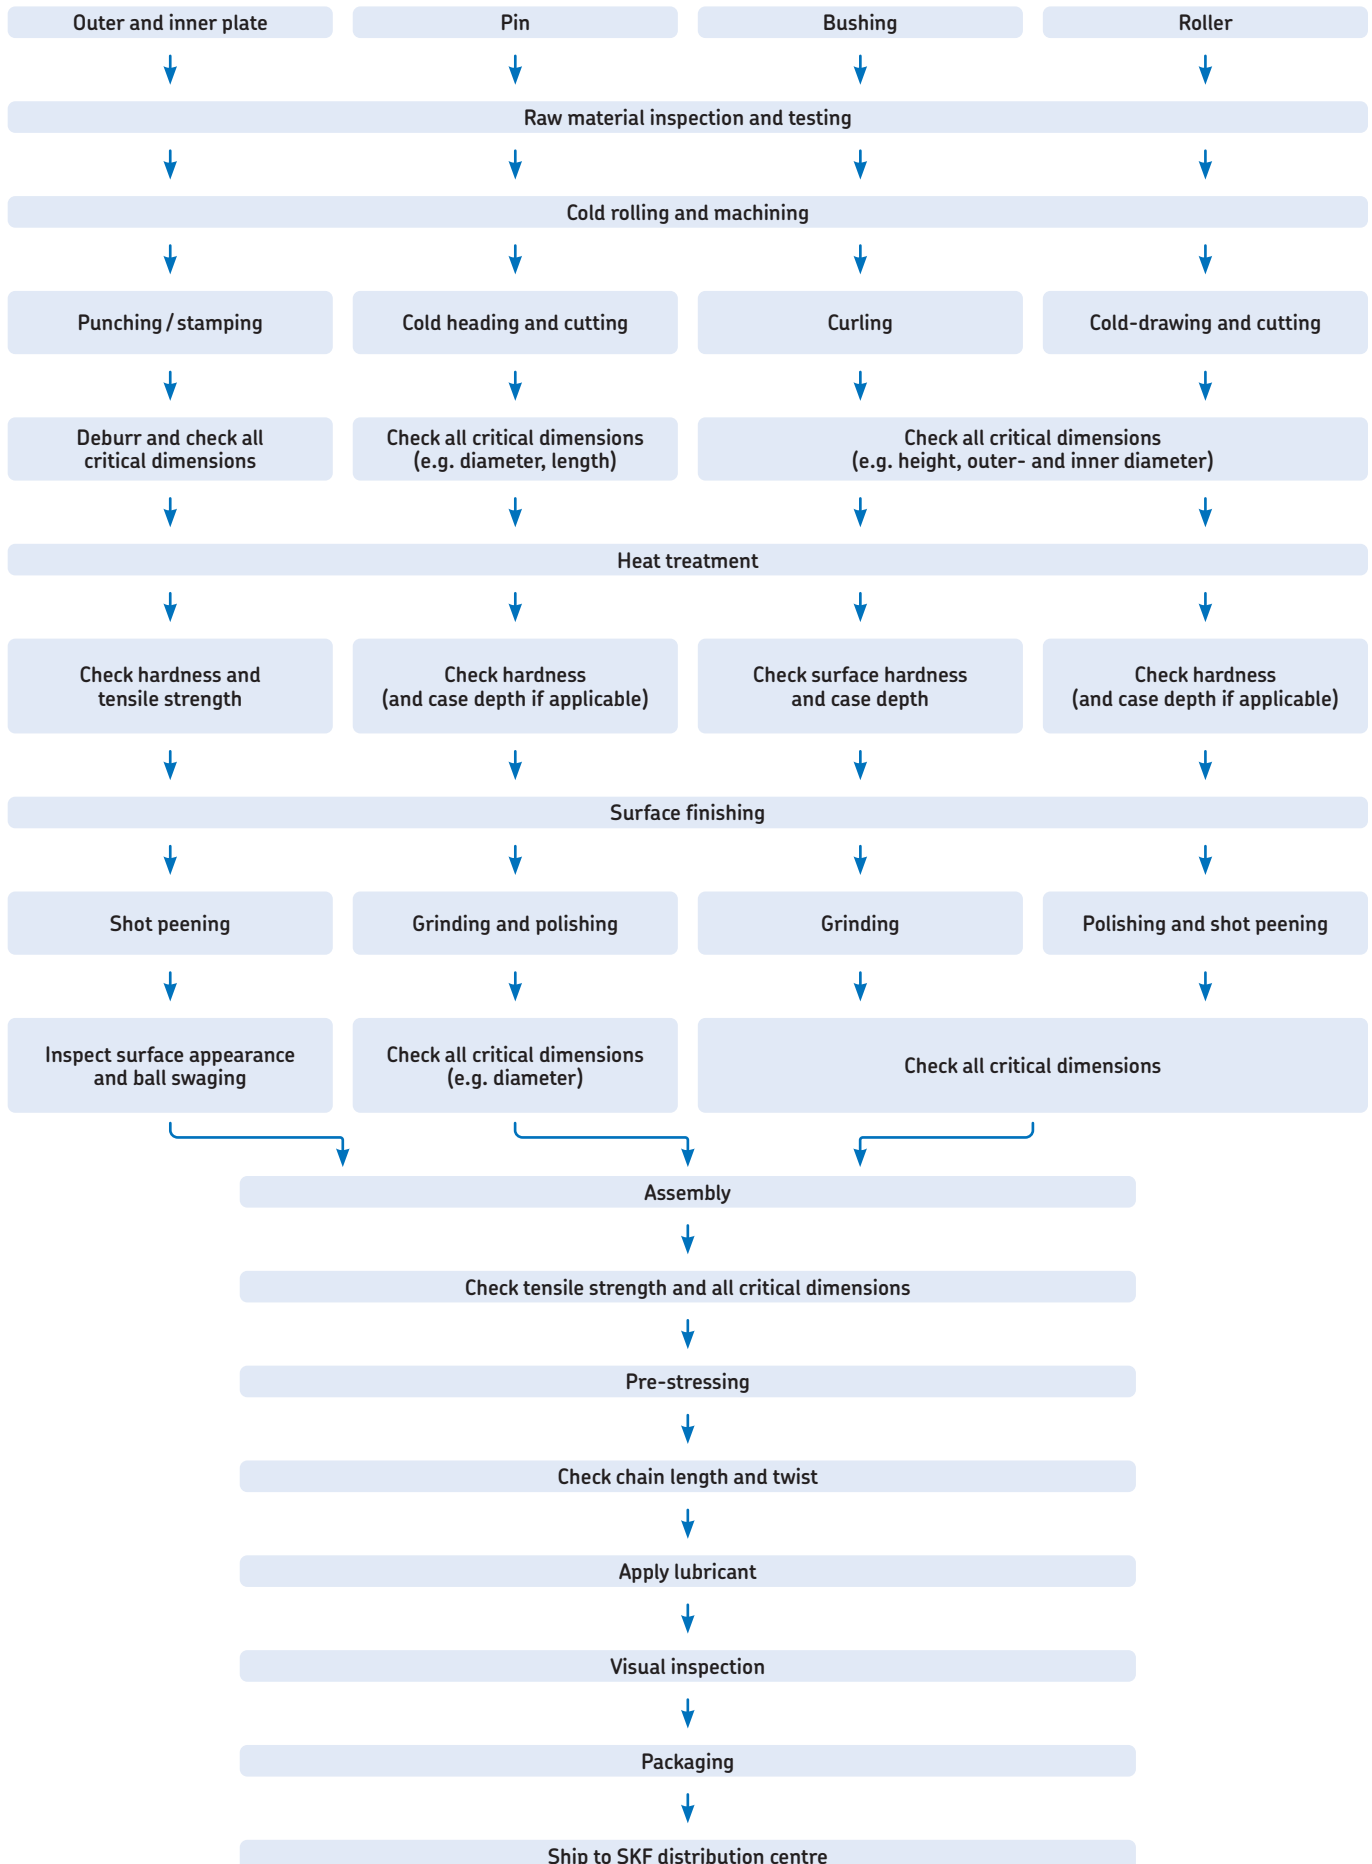 Outer and inner plate
Pin
Bushing
Roller
Raw material inspection and testing
Cold rolling and machining
Punching / stamping
Cold heading and cutting
Curling
Cold-drawing and cutting
Deburr and check all
critical dimensions
Check all critical dimensions
(e.g. diameter, length)
Check all critical dimensions
(e.g. height, outer- and inner diameter)
Heat treatment
Check hardness and
tensile strength
Check hardness
(and case depth if applicable)
Check surface hardness
and case depth
Check hardness
(and case depth if applicable)
Surface finishing
Shot peening
Grinding and polishing
Grinding
Polishing and shot peening
Inspect surface appearance
and ball swaging
Check all critical dimensions
(e.g. diameter)
Check all critical dimensions
Assembly
Check tensile strength and all critical dimensions
Pre-stressing
Check chain length and twist
Apply lubricant
Visual inspection
Packaging
Ship to SKF distribution centre